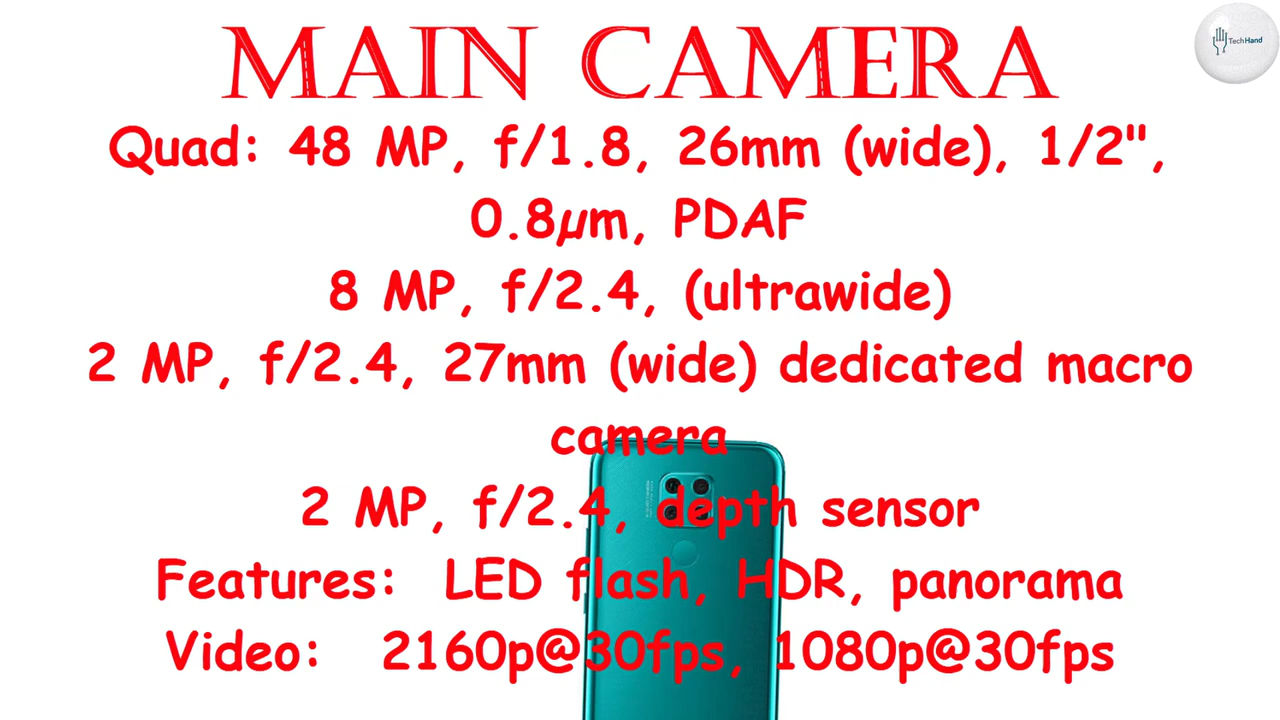 MAIN CAMERA
TechHand
Quad: 48 MP, f/1.8, 26mm (wide), 1/2",
0.8µm, PDAF
8 MP, f/2.4, (ultrawide)
2 MP, f/2.4, 27mm (wide) dedicated macro
camera
2 MP, f/2.4, depth sensor
Features: LED flash, HDR, panorama
Video: 2160p@30fps, 1080p@30fps